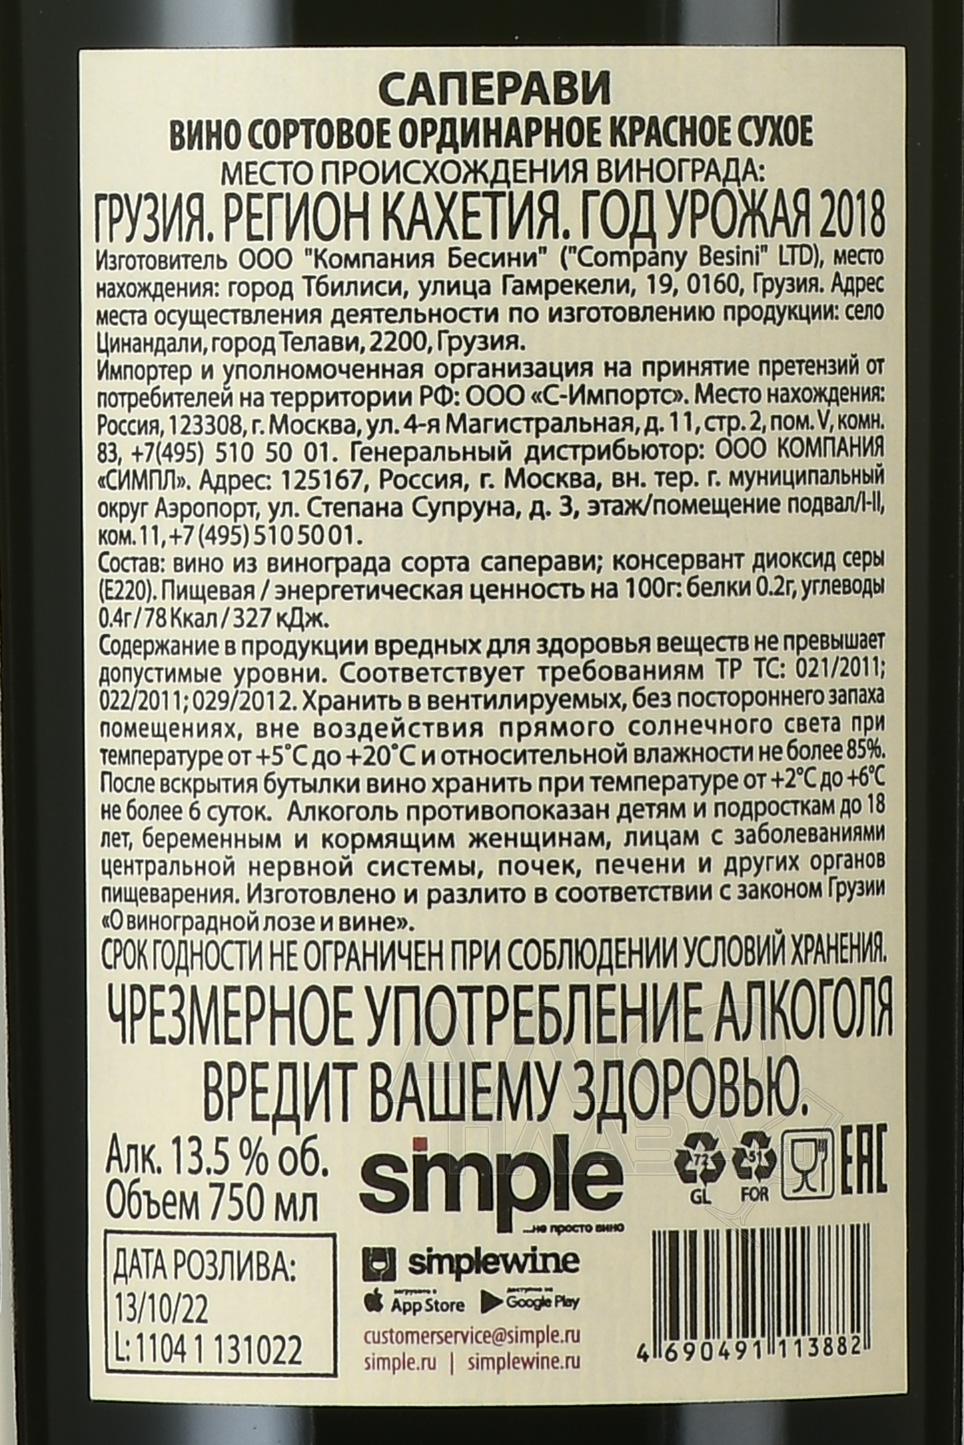 САПЕРАВИ
ВИНО СОРТОВОЕ ОРДИНАРНОЕ КРАСНОЕ СУХОЕ
МЕСТО ПРОИСХОЖДЕНИЯ ВИНОГРАДА:
ГРУЗИЯ. РЕГИОН КАХЕТИЯ. ГОД УРОЖАЯ 2018
Изготовитель ООО "Компания Бесини" ("Company Besini" LTD), место
нахождения: город Тбилиси, улица Гамрекели, 19, 0160, Грузия. Адрес
места осуществления деятельности по изготовлению продукции: село
Цинандали, город Телави, 2200, Грузия.
Импортер и уполномоченная организация на принятие претензий от
потребителей на территории РФ: ООО «С-Импортс». Место нахождения:
Россия, 123308, г. Москва, ул. 4-я Магистральная, д. 11, стр. 2, пом. V, комн.
83, +7(495) 510 50 01. Генеральный дистрибьютор: ООО КОМПАНИЯ
«СИМПЛ». Адрес: 125167, Россия, г. Москва, вн. тер. г. муниципальный
округ Аэропорт, ул. Степана Супруна, д. 3, этаж/помещение подвал/I-II,
ком. 11, +7 (495) 510 50 01.
Состав: вино из винограда сорта саперави; консервант диоксид серы
(Е220). Пищевая / энергетическая ценность на 100г: белки 0.2г, углеводы
0.4г / 78 Ккал / 327 кДж.
Содержание в продукции вредных для здоровья веществ не превышает
допустимые уровни. Соответствует требованиям ТР ТС: 021/2011;
022/2011; 029/2012. Хранить в вентилируемых, без постороннего запаха
помещениях, вне воздействия прямого солнечного света при
температуре от +5°С до +20°С и относительной влажности не более 85%.
После вскрытия бутылки вино хранить при температуре от +2°С до +6°С
не более 6 суток. Алкоголь противопоказан детям и подросткам до 18
лет, беременным и кормящим женщинам, лицам с заболеваниями
центральной нервной системы, почек, печени и других органов
пищеварения. Изготовлено и разлито в соответствии с законом Грузии
«О виноградной лозе и вине».
СРОК ГОДНОСТИ НЕ ОГРАНИЧЕН ПРИ СОБЛЮДЕНИИ УСЛОВИЙ ХРАНЕНИЯ.
ЧРЕЗМЕРНОЕ УПОТРЕБЛЕНИЕ АЛКОГОЛЯ
ВРЕДИТ ВАШЕМУ ЗДОРОВЬЮ.
Алк. 13.5 % об.
Объем 750 мл
simple
...не просто вино
72
GL
51
FOR
EAC
ДАТА РОЗЛИВА:
13/10/22
L: 1104 1 131022
simplewine
Загрузите в
App Store
Доступно на
Google Play
customerservice@simple.ru
simple.ru | simplewine.ru
4 690491 113882
АЛКО
ПЛАЗА